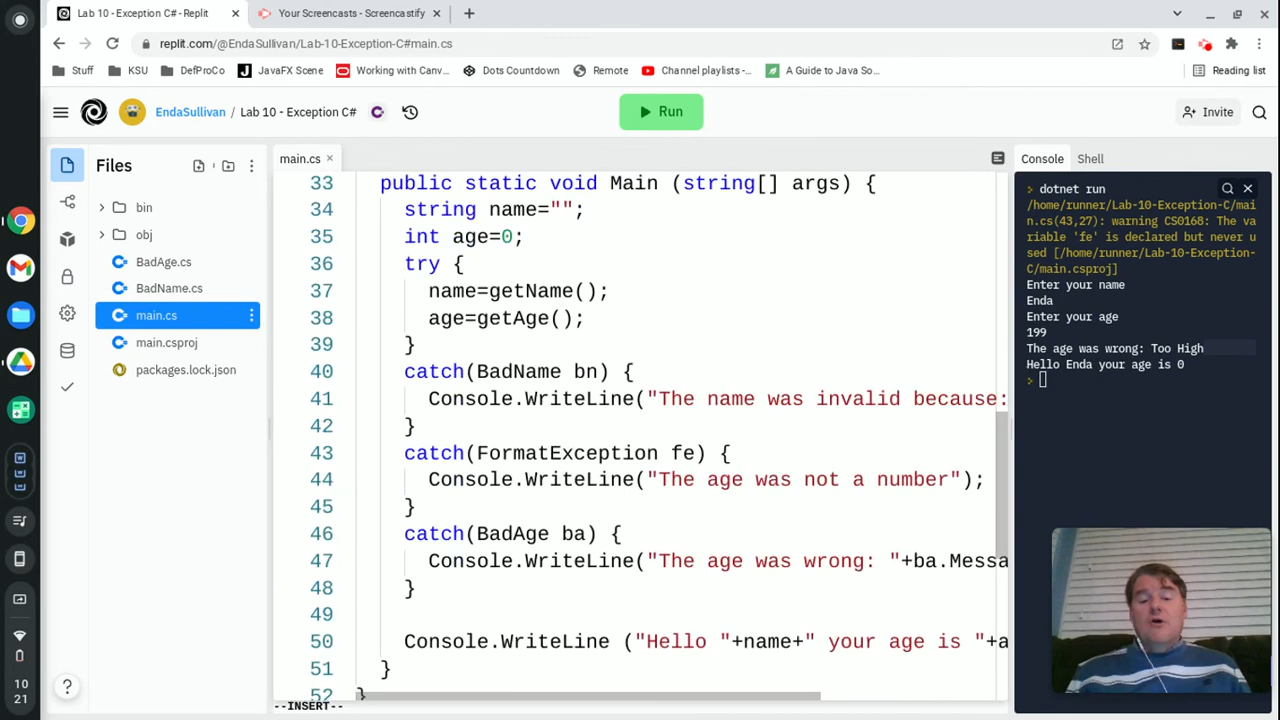 Lab 10 - Exception C# - Replit
Your Screencasts - Screencastify
replit.com/@EndaSullivan/Lab-10-Exception-C#main.cs
Stuff
KSU
DefProCo
JavaFX Scene
Working with Canv...
Dots Countdown
Remote
Channel playlists -...
A Guide to Java So...
Reading list
EndaSullivan / Lab 10 - Exception C#
Run
Invite
Files
bin
obj
BadAge.cs
BadName.cs
main.cs
main.csproj
packages.lock.json
main.cs
33 public static void Main (string[] args) {
34 string name="";
35 int age=0;
36 try {
37 name=getName();
38 age=getAge();
39 }
40 catch(BadName bn) {
41 Console.WriteLine("The name was invalid because:
42 }
43 catch(FormatException fe) {
44 Console.WriteLine("The age was not a number");
45 }
46 catch(BadAge ba) {
47 Console.WriteLine("The age was wrong: "+ba.Messa
48 }
49
50 Console.WriteLine ("Hello "+name+" your age is "+a
51 }
52 }
--INSERT--
Console
Shell
> dotnet run
/home/runner/Lab-10-Exception-C/mai
n.cs(43,27): warning CS0168: The va
riable 'fe' is declared but never u
sed [/home/runner/Lab-10-Exception-
C/main.csproj]
Enter your name
Enda
Enter your age
199
The age was wrong: Too High
Hello Enda your age is 0
>
10
21
?